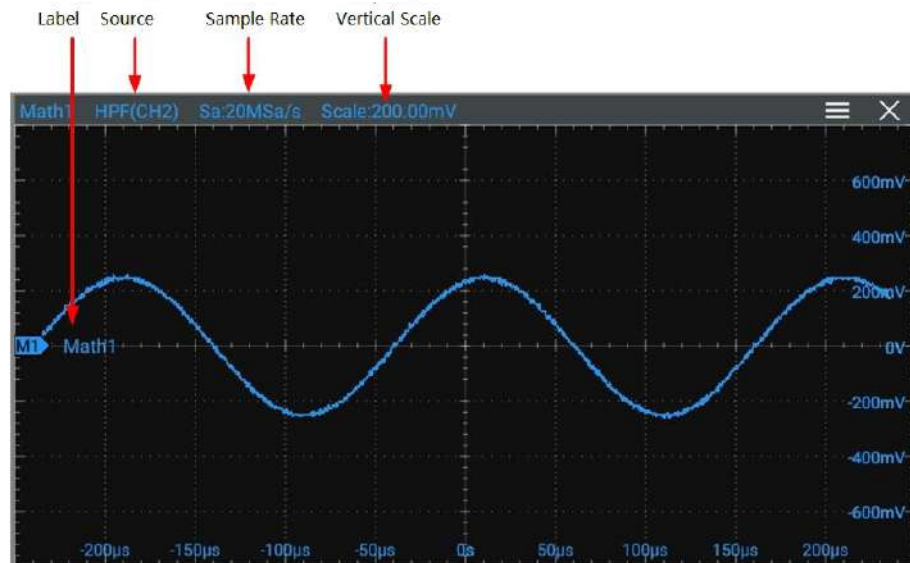 Label Source Sample Rate Vertical Scale
Math1 HPF(CH2) Sa:20MSa/s Scale:200.00mV
600mV
400mV
200mV
M1 Math1 0V
-200mV
-400mV
-600mV
-200μs -150μs -100μs -50μs 0s 50μs 100μs 150μs 200μs